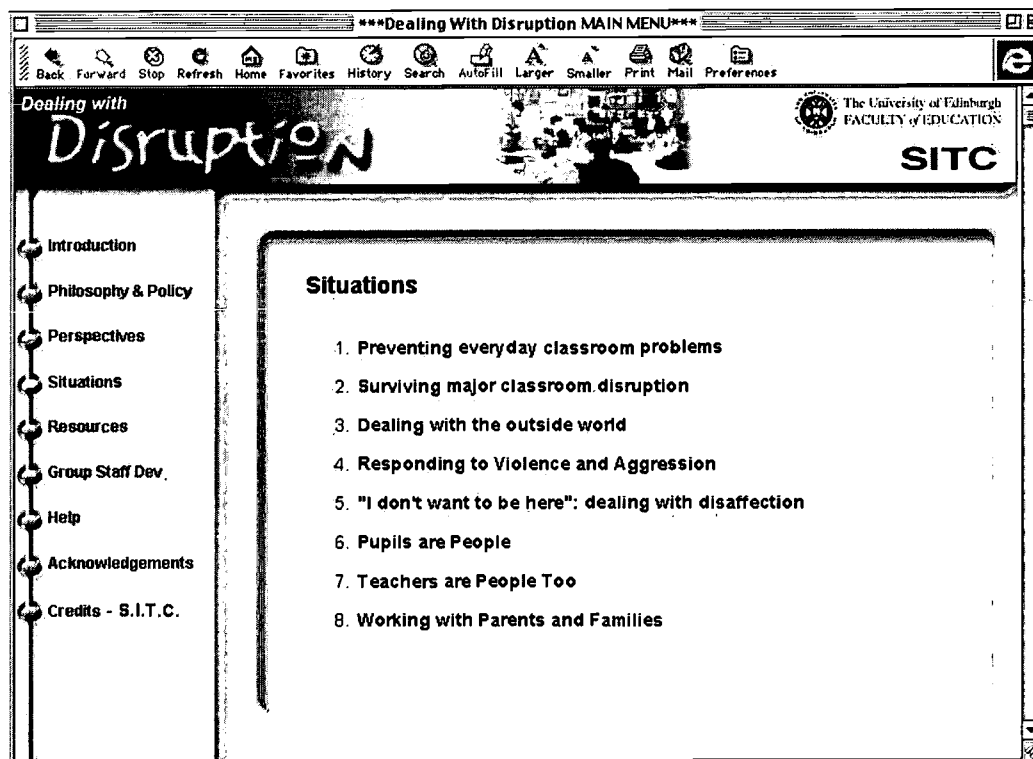 ***Dealing With Disruption MAIN MENU***
Back Forward Stop Refresh Home Favorites History Search AutoFill Larger Smaller Print Mail Preferences
Dealing with
Disruption
The University of Edinburgh
FACULTY of EDUCATION
SITC
Introduction
Philosophy & Policy
Perspectives
Situations
Resources
Group Staff Dev.
Help
Acknowledgements
Credits - S.I.T.C.
Situations
1. Preventing everyday classroom problems
2. Surviving major classroom disruption
3. Dealing with the outside world
4. Responding to Violence and Aggression
5. "I don't want to be here": dealing with disaffection
6. Pupils are People
7. Teachers are People Too
8. Working with Parents and Families